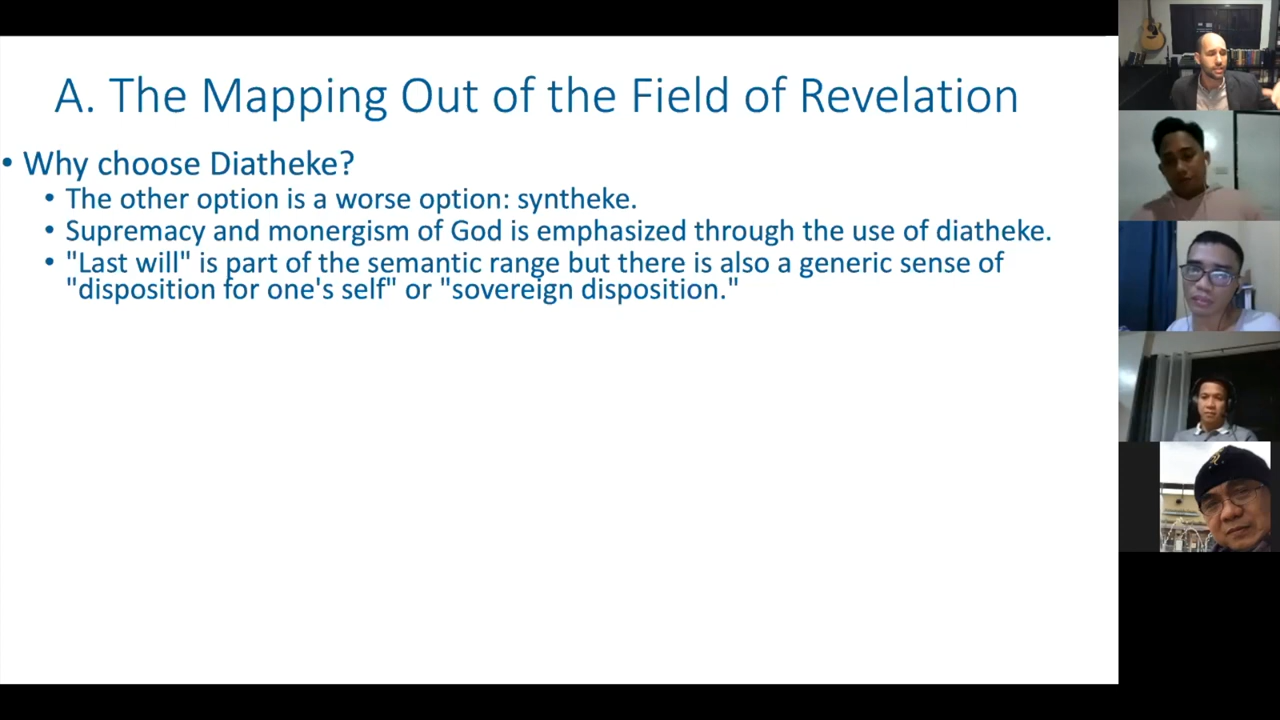 A. The Mapping Out of the Field of Revelation
• Why choose Diatheke?
• The other option is a worse option: syntheke.
• Supremacy and monergism of God is emphasized through the use of diatheke.
• "Last will" is part of the semantic range but there is also a generic sense of
"disposition for one's self" or "sovereign disposition."